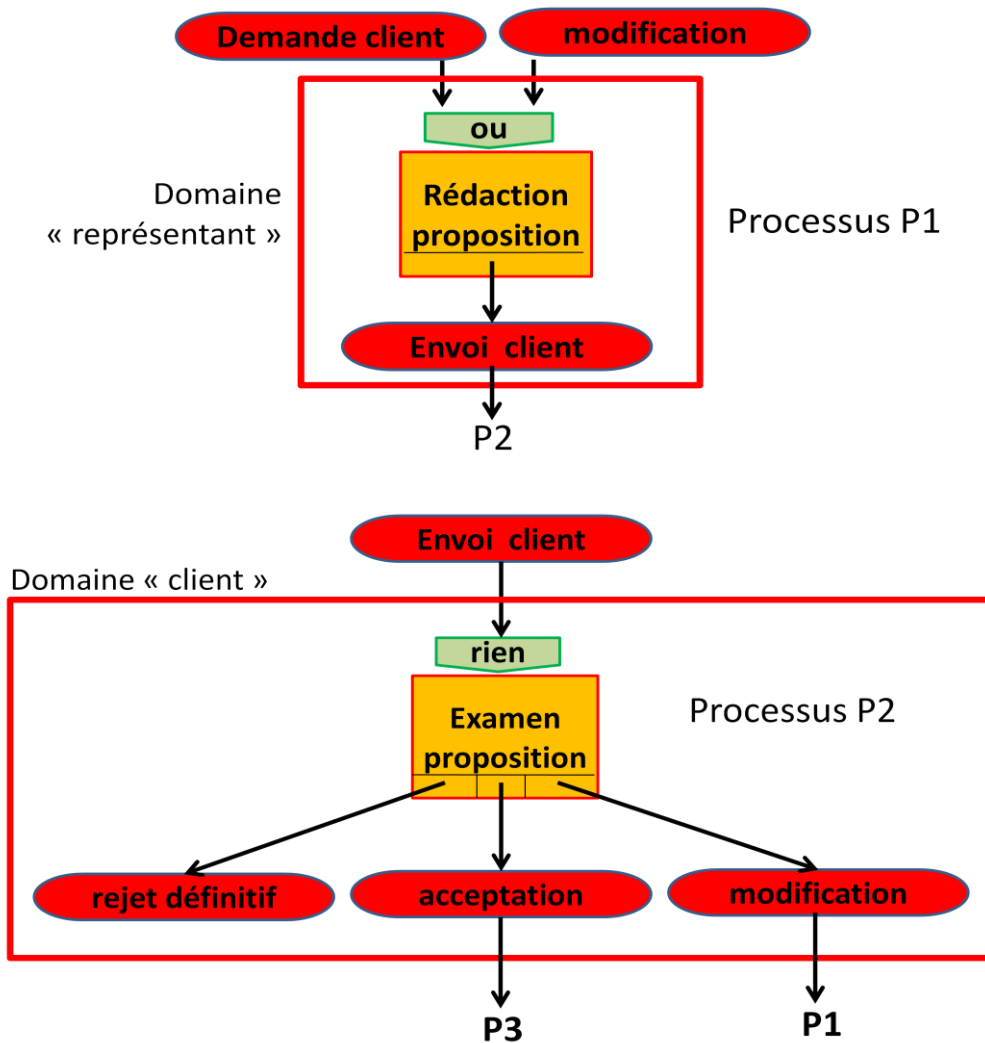 Demande client
modification
ou
Domaine
« représentant »
Rédaction
proposition
Processus P1
Envoi client
P2
Envoi client
Domaine « client »
rien
Examen
proposition
Processus P2
rejet définitif
acceptation
modification
P3
P1